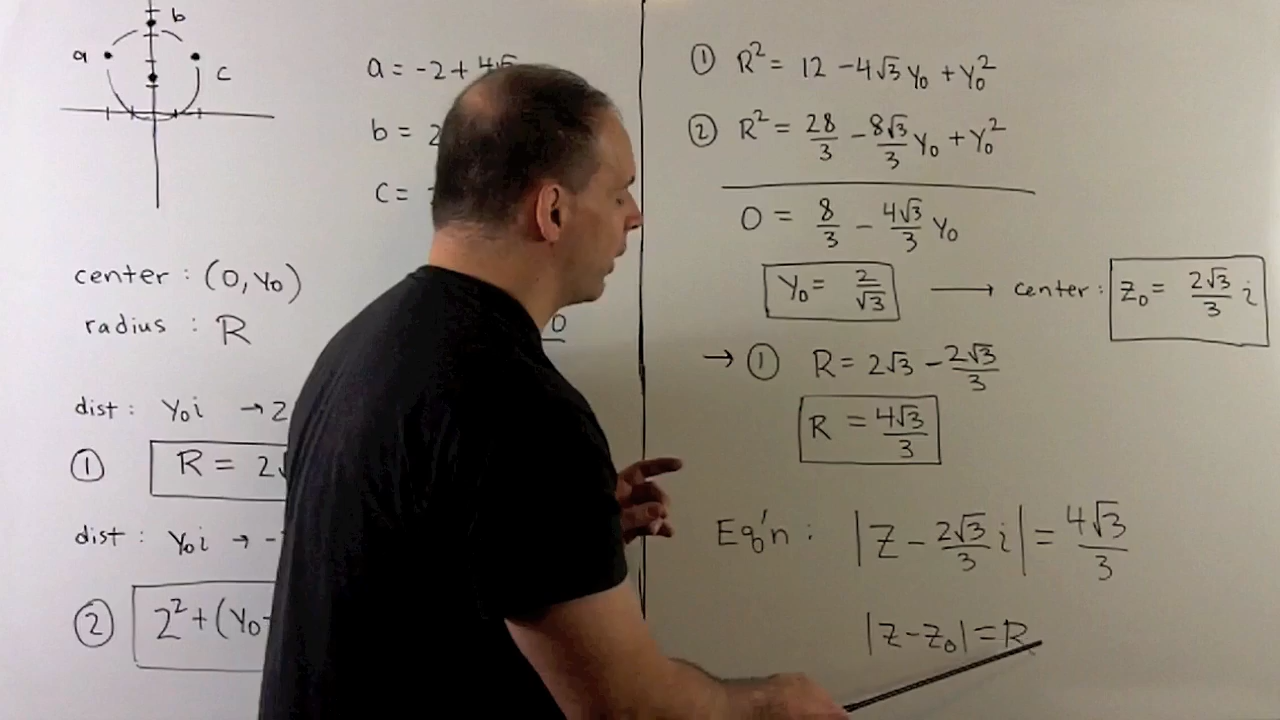 b
a
c
a = -2 + 4√
b = 2
c = -
center : (0, y₀)
radius : R
0
dist : y₀i → 2
① R = 2√
dist : y₀i → -
② 2² + (y₀
① R² = 12 - 4√3 y₀ + y₀²
② R² = 28/3 - 8√3/3 y₀ + y₀²
0 = 8/3 - 4√3/3 y₀
y₀ = 2/√3 → center : z₀ = 2√3/3 i
→ ① R = 2√3 - 2√3/3
R = 4√3/3
Eq'n : |z - 2√3/3 i| = 4√3/3
|z - z₀| = R